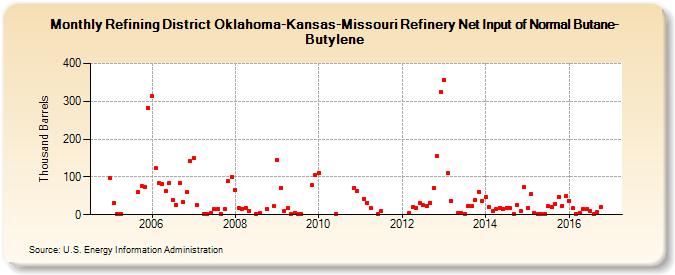 Monthly Refining District Oklahoma-Kansas-Missouri Refinery Net Input of Normal Butane-
Butylene
Thousand Barrels
400
300
200
100
0
2006
2008
2010
2012
2014
2016
Source: U.S. Energy Information Administration